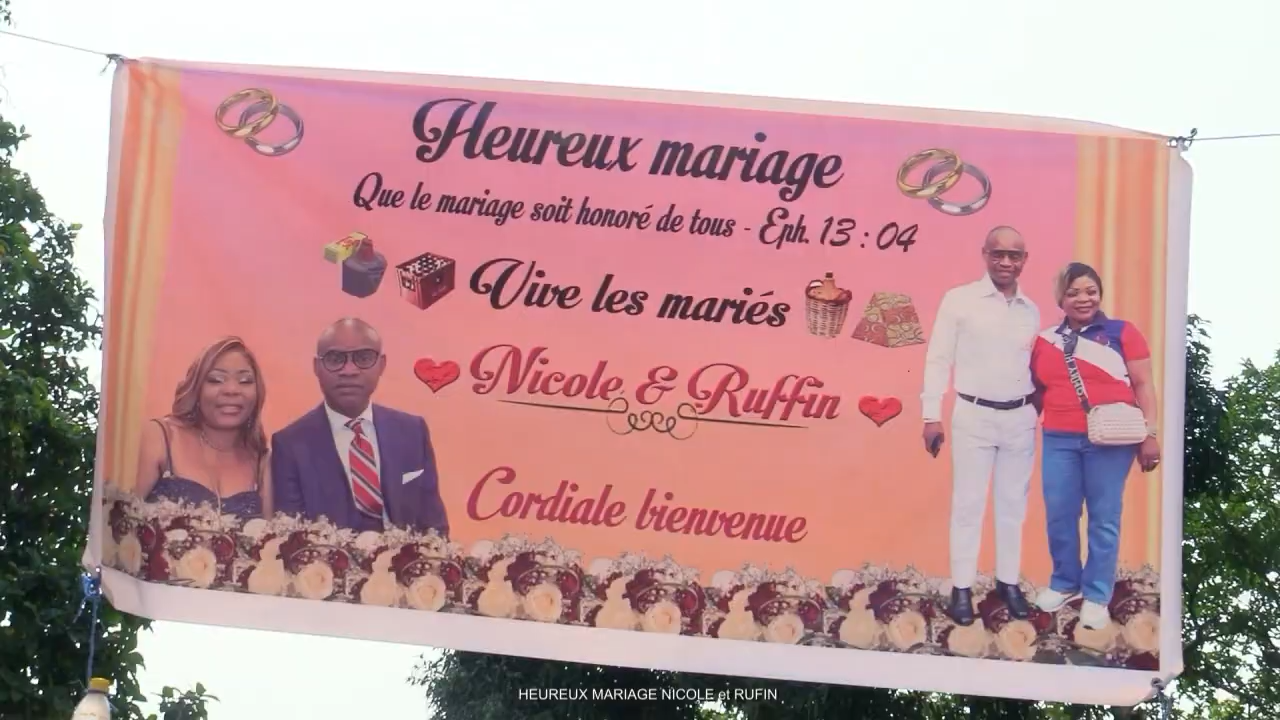 Heureux mariage
Que le mariage soit honoré de tous - Eph. 13 : 04
Vive les mariés
Nicole & Ruffin
Cordiale bienvenue
HEUREUX MARIAGE NICOLE et RUFIN